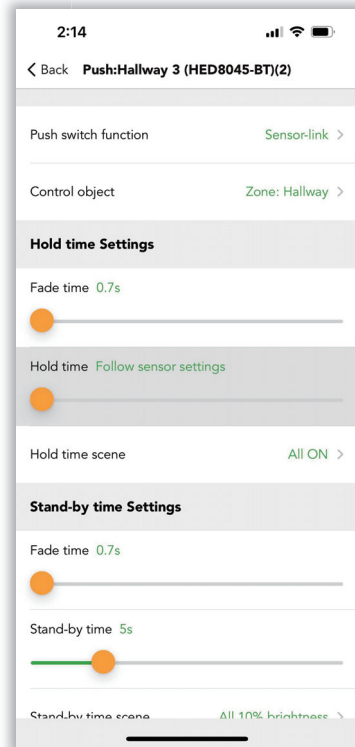 2:14
Back Push:Hallway 3 (HED8045-BT)(2)
Push switch function Sensor-link
Control object Zone: Hallway
Hold time Settings
Fade time 0.7s
Hold time Follow sensor settings
Hold time scene All ON
Stand-by time Settings
Fade time 0.7s
Stand-by time 5s
Stand-by time scene All 10% brightness